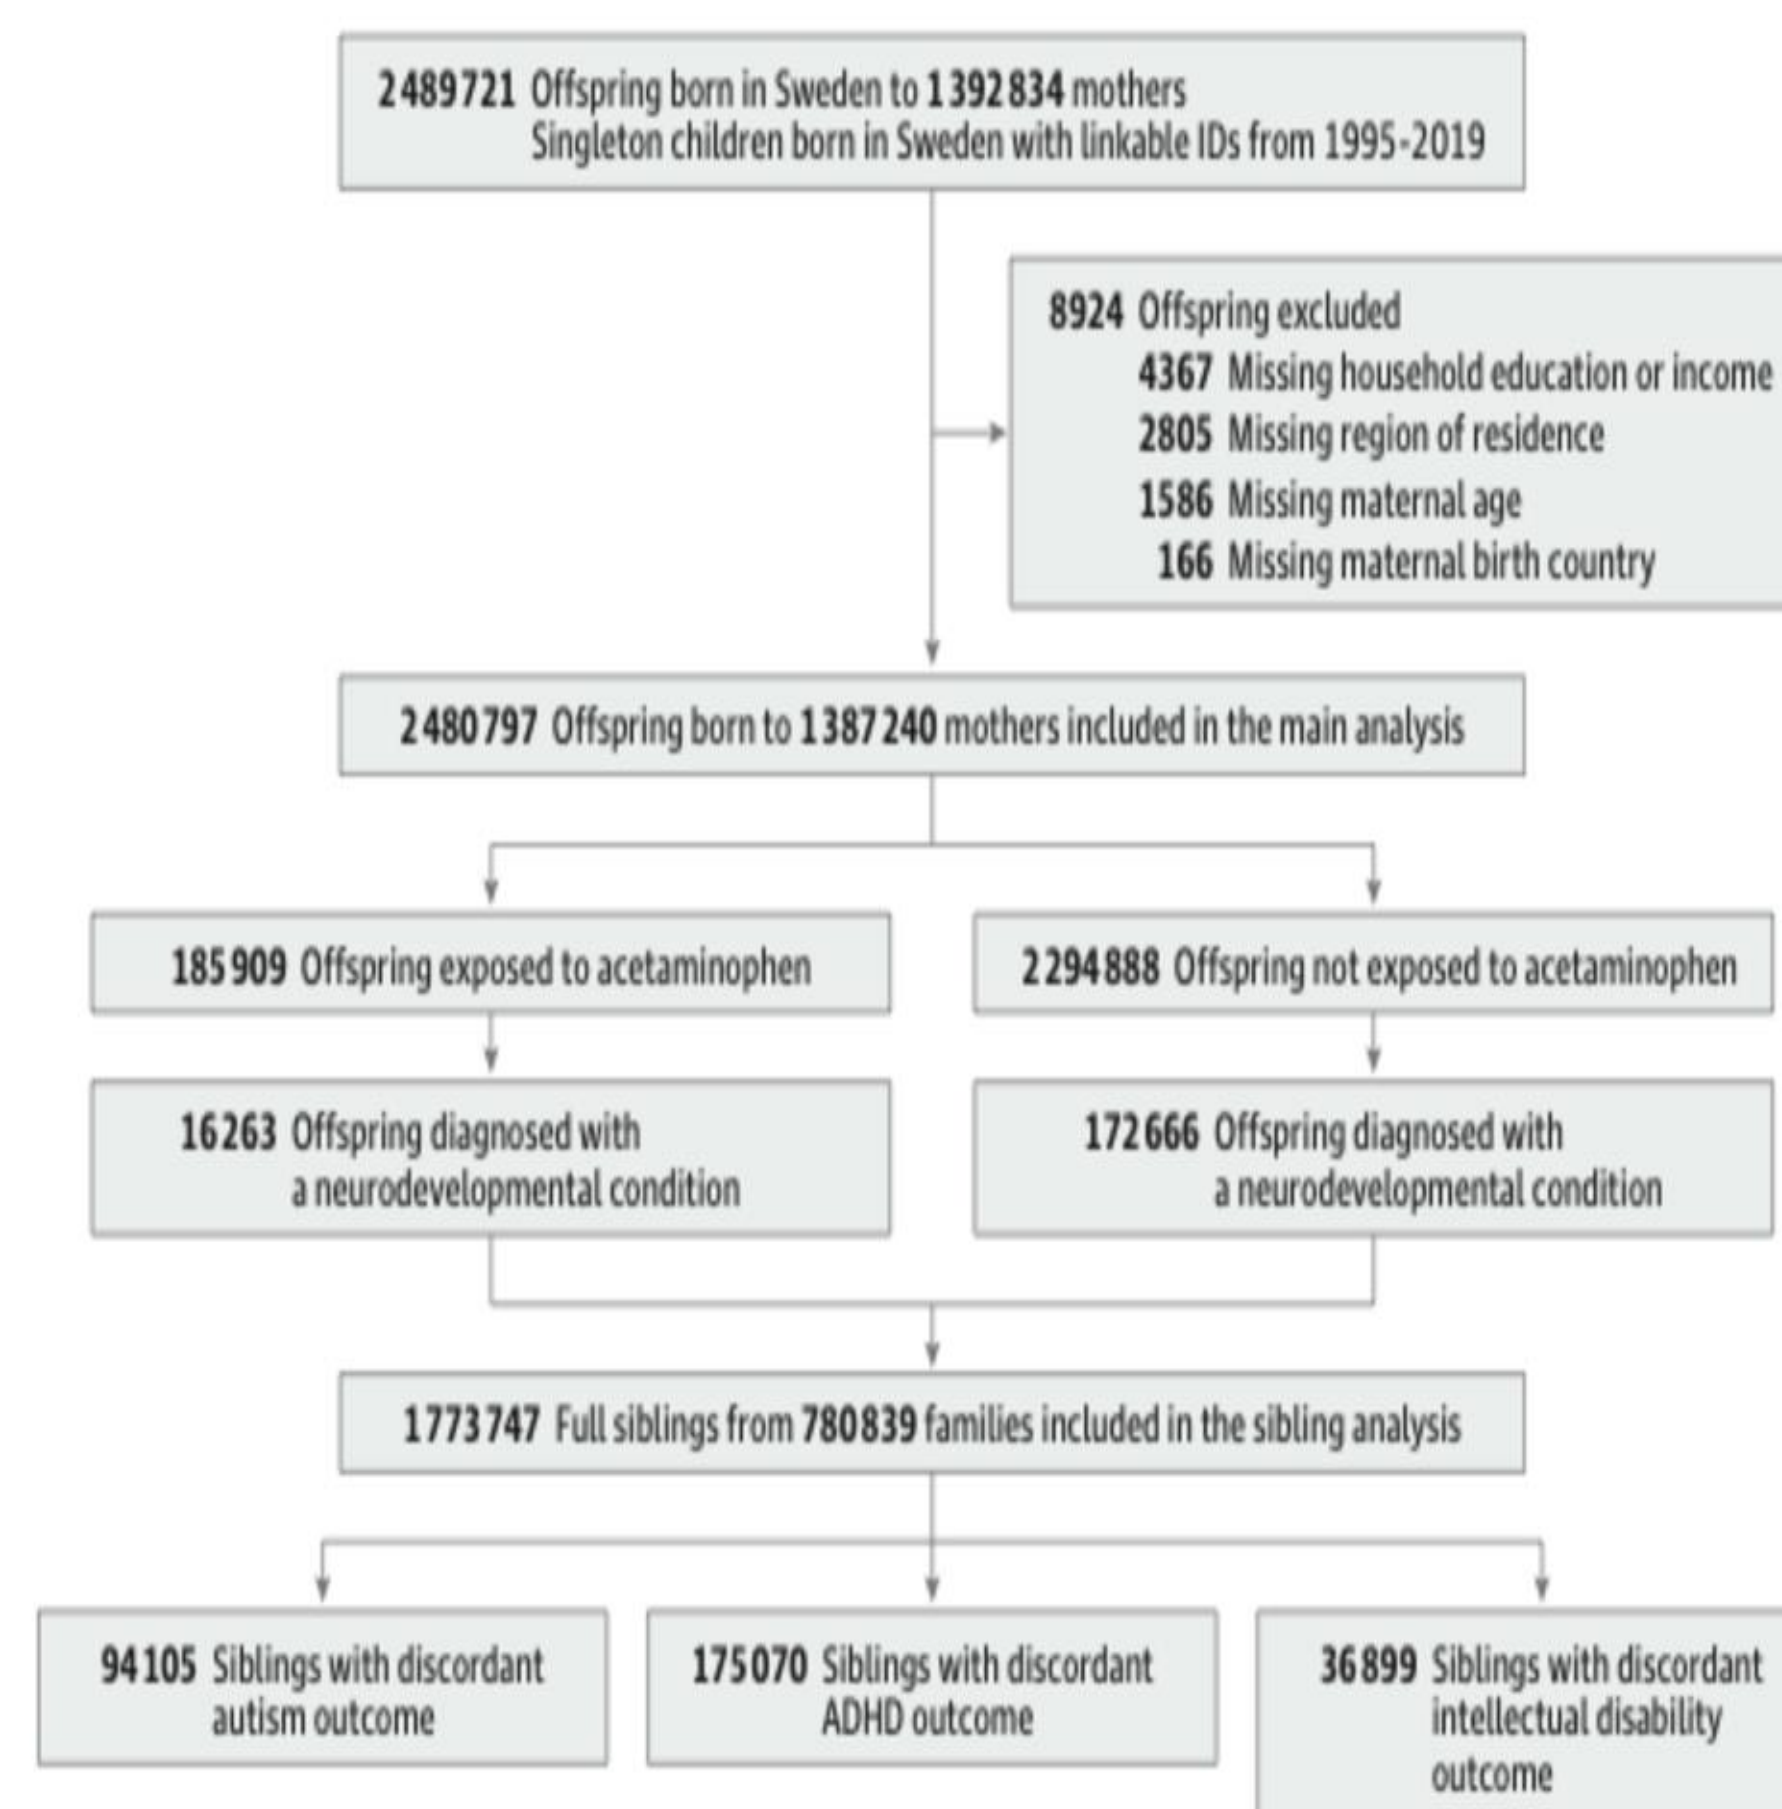 2489721 Offspring born in Sweden to 1392834 mothers
Singleton children born in Sweden with linkable IDs from 1995-2019
8924 Offspring excluded
4367 Missing household education or income
2805 Missing region of residence
1586 Missing maternal age
166 Missing maternal birth country
2480797 Offspring born to 1387240 mothers included in the main analysis
185909 Offspring exposed to acetaminophen
2294888 Offspring not exposed to acetaminophen
16263 Offspring diagnosed with
a neurodevelopmental condition
172666 Offspring diagnosed with
a neurodevelopmental condition
1773747 Full siblings from 780839 families included in the sibling analysis
94105 Siblings with discordant
autism outcome
175070 Siblings with discordant
ADHD outcome
36899 Siblings with discordant
intellectual disability
outcome